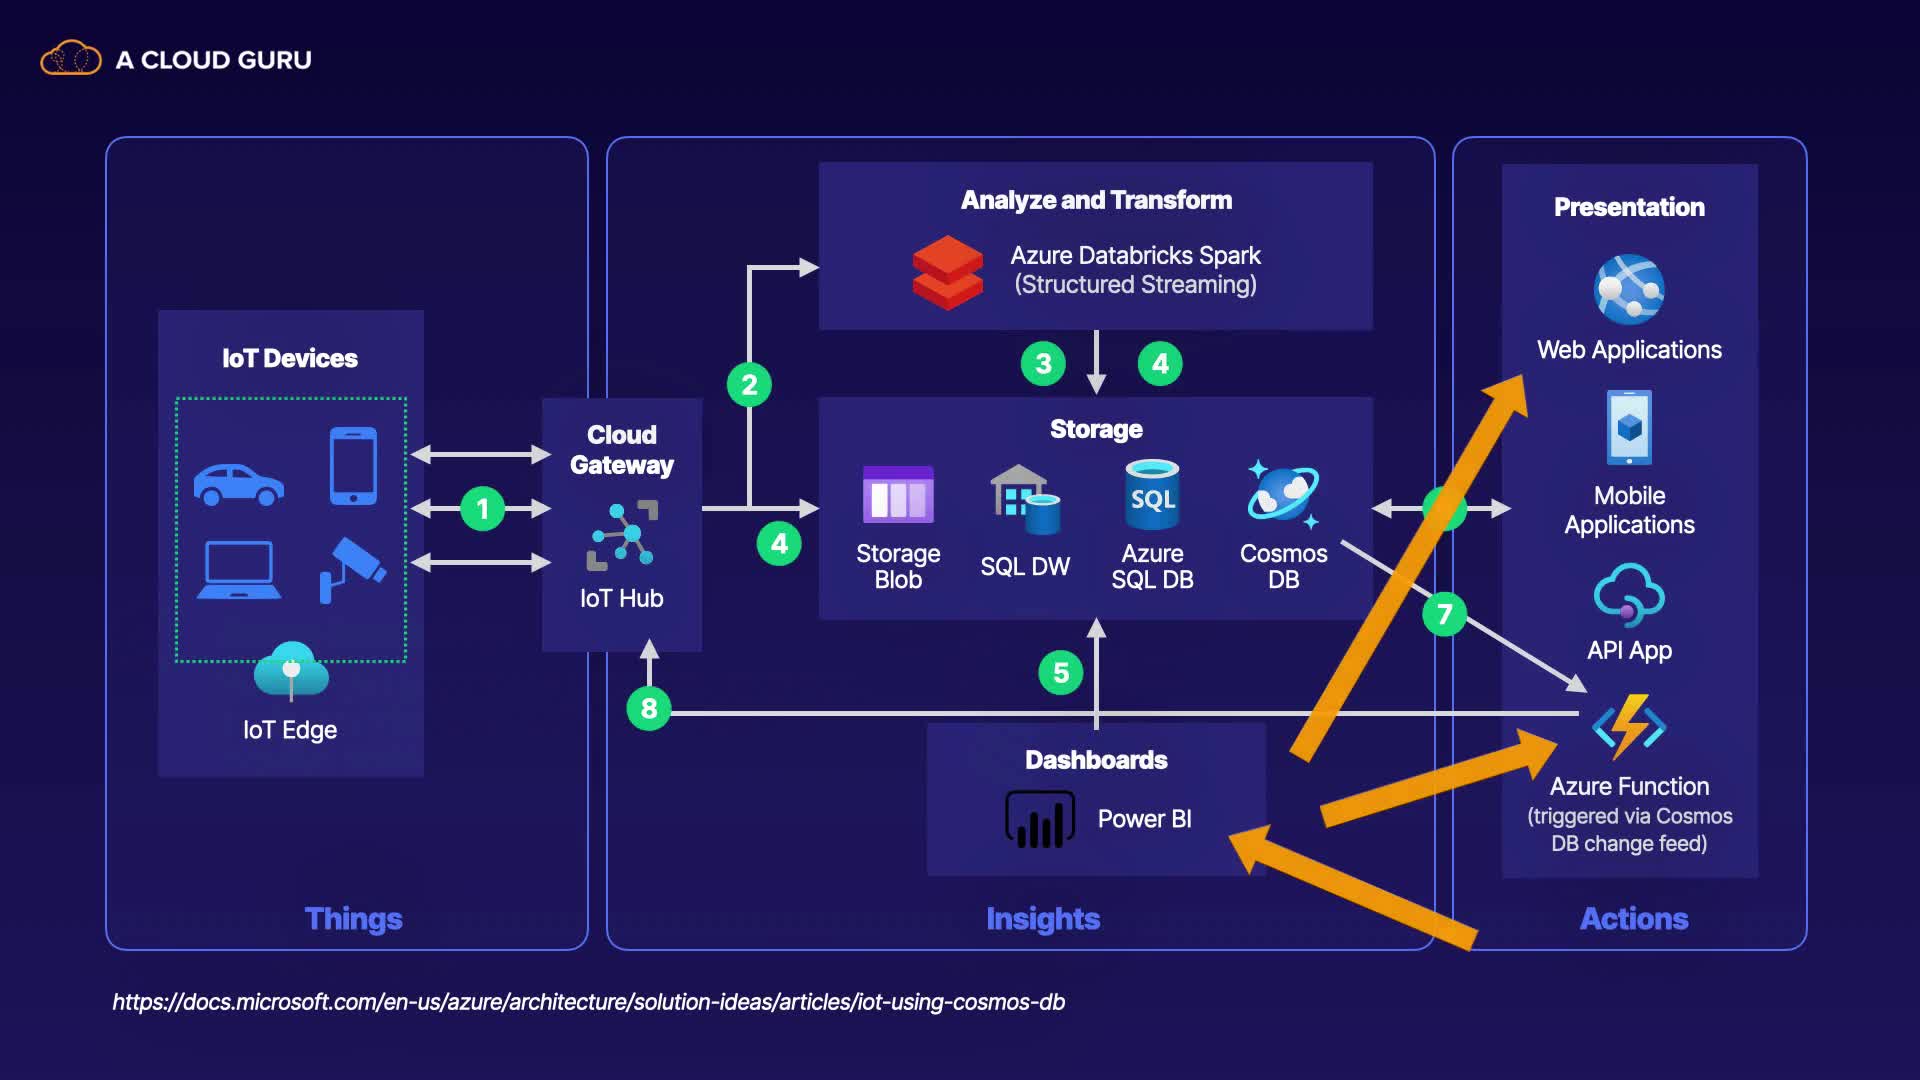 A CLOUD GURU
IoT Devices
IoT Edge
Things
1
Cloud
Gateway
IoT Hub
8
2
4
Analyze and Transform
Azure Databricks Spark
(Structured Streaming)
3
4
Storage
Storage
Blob
SQL DW
SQL
Azure
SQL DB
Cosmos
DB
5
Dashboards
Power BI
Insights
7
Presentation
Web Applications
Mobile
Applications
API App
Azure Function
(triggered via Cosmos
DB change feed)
Actions
https://docs.microsoft.com/en-us/azure/architecture/solution-ideas/articles/iot-using-cosmos-db